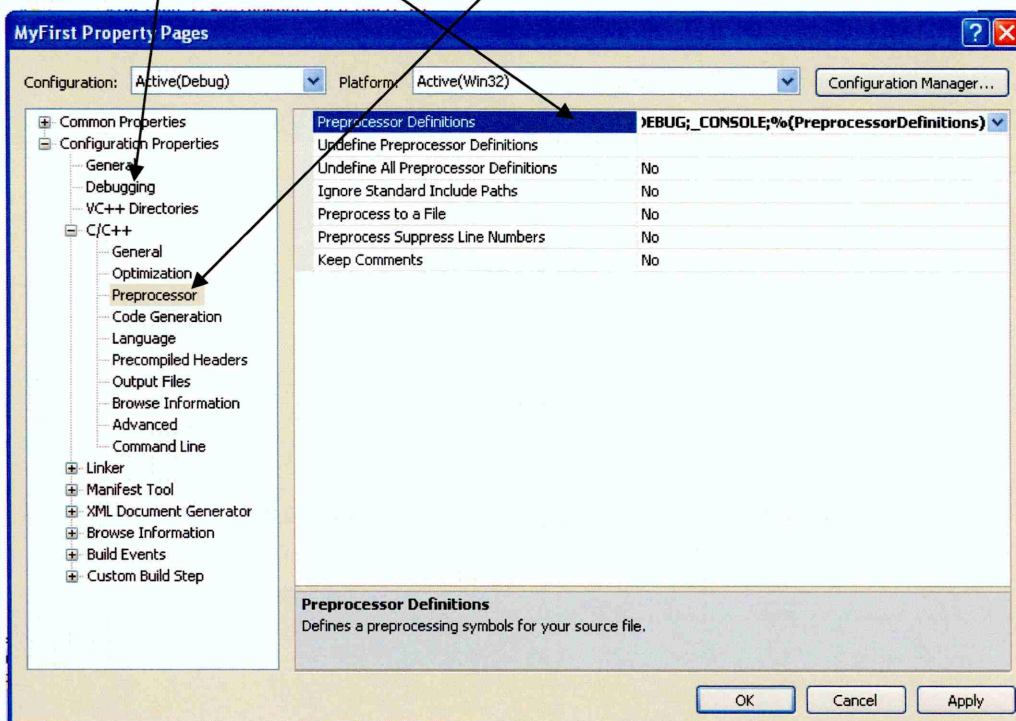 MyFirst Property Pages
Configuration: Active(Debug) Platform: Active(Win32) Configuration Manager...
Common Properties
Configuration Properties
General
Debugging
VC++ Directories
C/C++
General
Optimization
Preprocessor
Code Generation
Language
Precompiled Headers
Output Files
Browse Information
Advanced
Command Line
Linker
Manifest Tool
XML Document Generator
Browse Information
Build Events
Custom Build Step
Preprocessor Definitions EBUG;_CONSOLE;%(PreprocessorDefinitions)
Undefine Preprocessor Definitions
Undefine All Preprocessor Definitions No
Ignore Standard Include Paths No
Preprocess to a File No
Preprocess Suppress Line Numbers No
Keep Comments No
Preprocessor Definitions
Defines a preprocessing symbols for your source file.
OK Cancel Apply